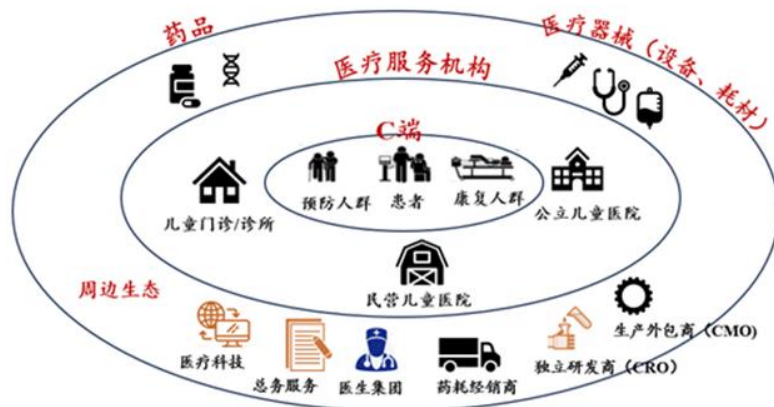 药品
医疗器械（设备、耗材）
医疗服务机构
C端
预防人群
患者
康复人群
儿童门诊/诊所
公立儿童医院
民营儿童医院
周边生态
医疗科技
总务服务
医生集团
药耗经销商
独立研发商（CRO）
生产外包商（CMO）